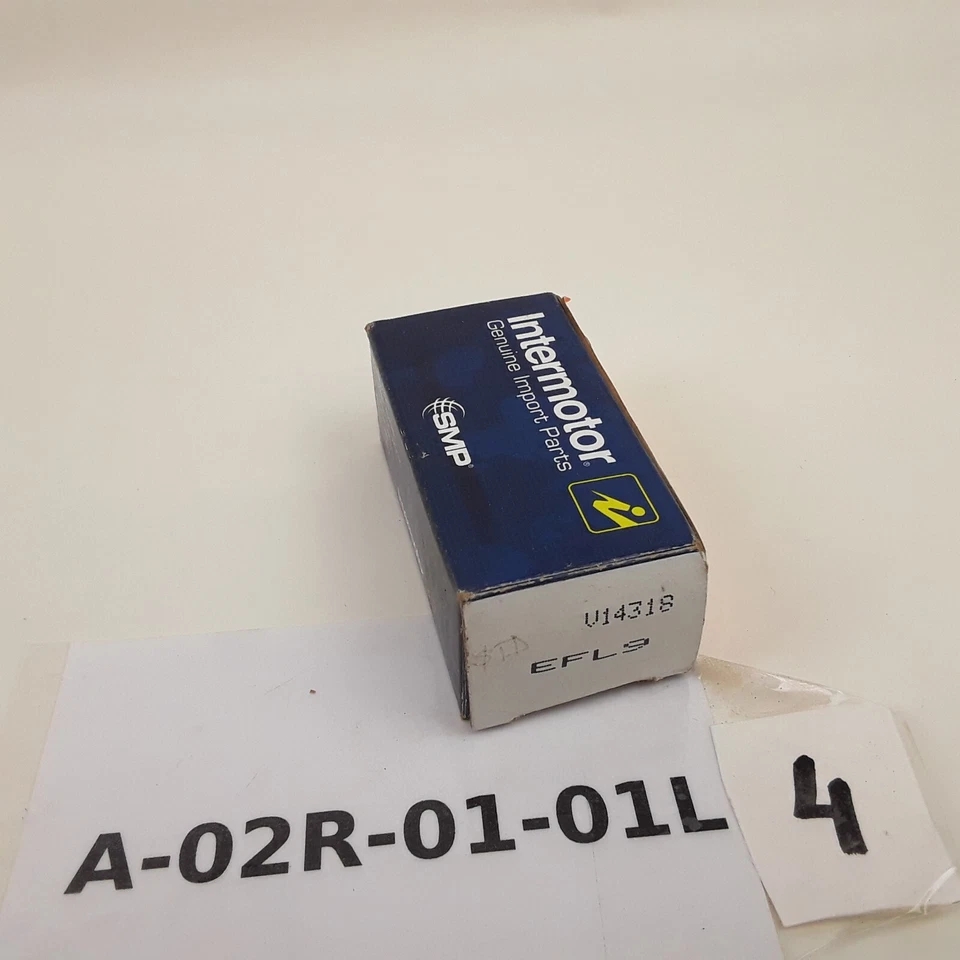 Intermotor®
Genuine Import Parts
SMP®
V14318
EFL9
A-02R-01-01L
4